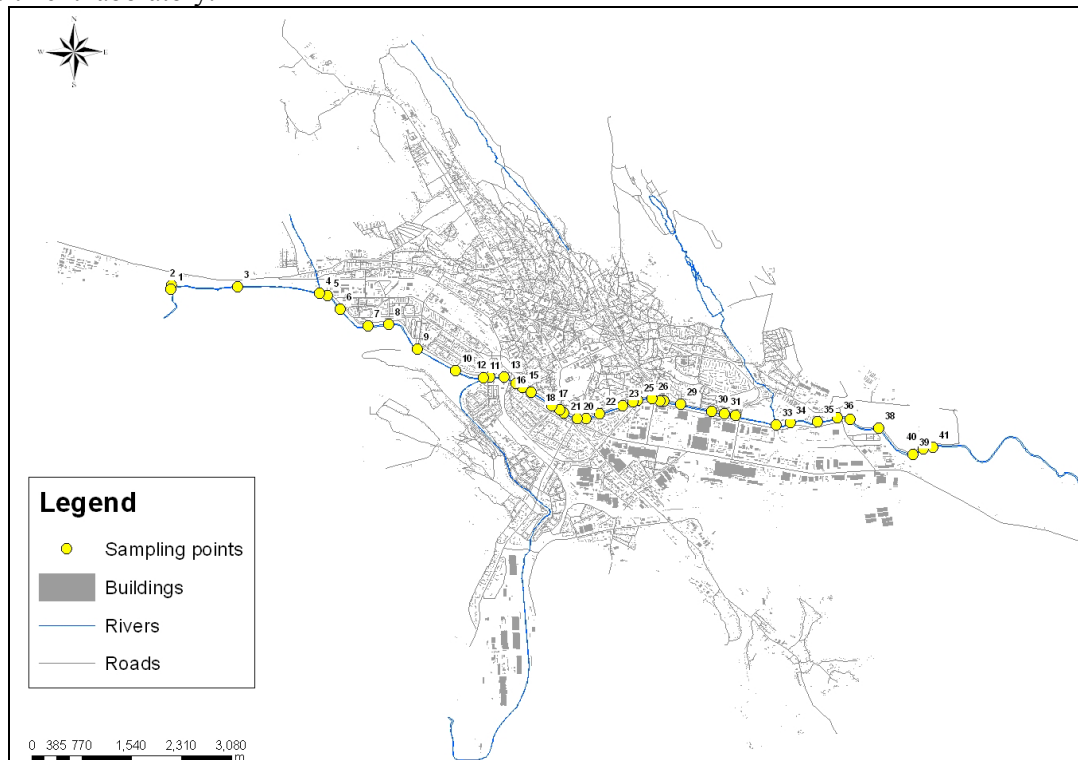 N
W E
S
2 1 3 4 5 6 7 8 9 10 12 11 13 16 15 18 17 21 20 22 23 25 26 29 30 31 33 34 35 36 38 40 39 41
Legend
Sampling points
Buildings
Rivers
Roads
0 385 770 1,540 2,310 3,080
m